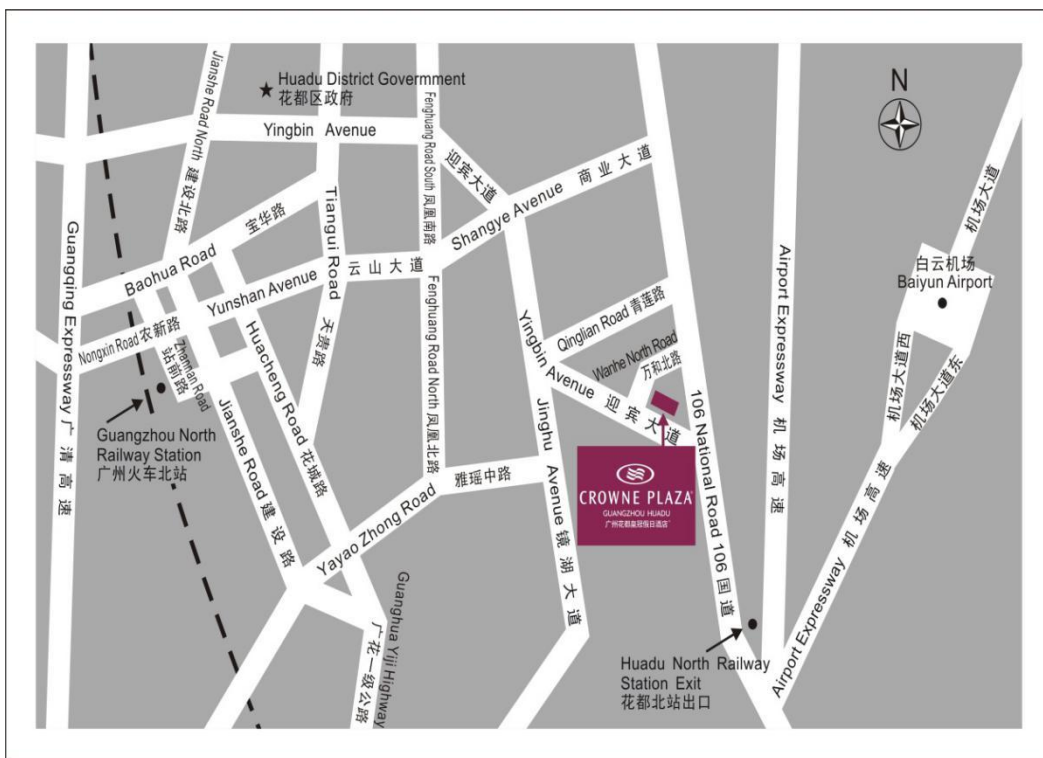 Jianshe Road North 建设北路
Huadu District Govermment
花都区政府
Yingbin Avenue
Fenghuang Road South 凤凰南路
迎宾大道
Shangye Avenue 商业大道
N
机场大道
白云机场
Baiyun Airport
Guangqing Expressway 广清高速
Baohua Road 宝华路
Tiangui Road 天贵路
Yunshan Avenue 云山大道
Nongxin Road 农新路
Zhannan Road
站前路
Huacheng Road 花城路
Fenghuang Road North 凤凰北路
Yingbin Avenue 迎宾大道
Qinglian Road 青莲路
Wanhe North Road
万和北路
Airport Expressway 机场高速
机场大道西
机场大道东
Guangzhou North
Railway Station
广州火车北站
Jianshe Road 建设路
Yayao Zhong Road 雅瑶中路
Jinghu Avenue 镜湖大道
CROWNE PLAZA
GUANGZHOU HUADU
广州花都皇冠假日酒店
106 National Road 106 国道
Airport Expressway 机场高速
Guanghua Yiji Highway
广花一级公路
Huadu North Railway
Station Exit
花都北站出口